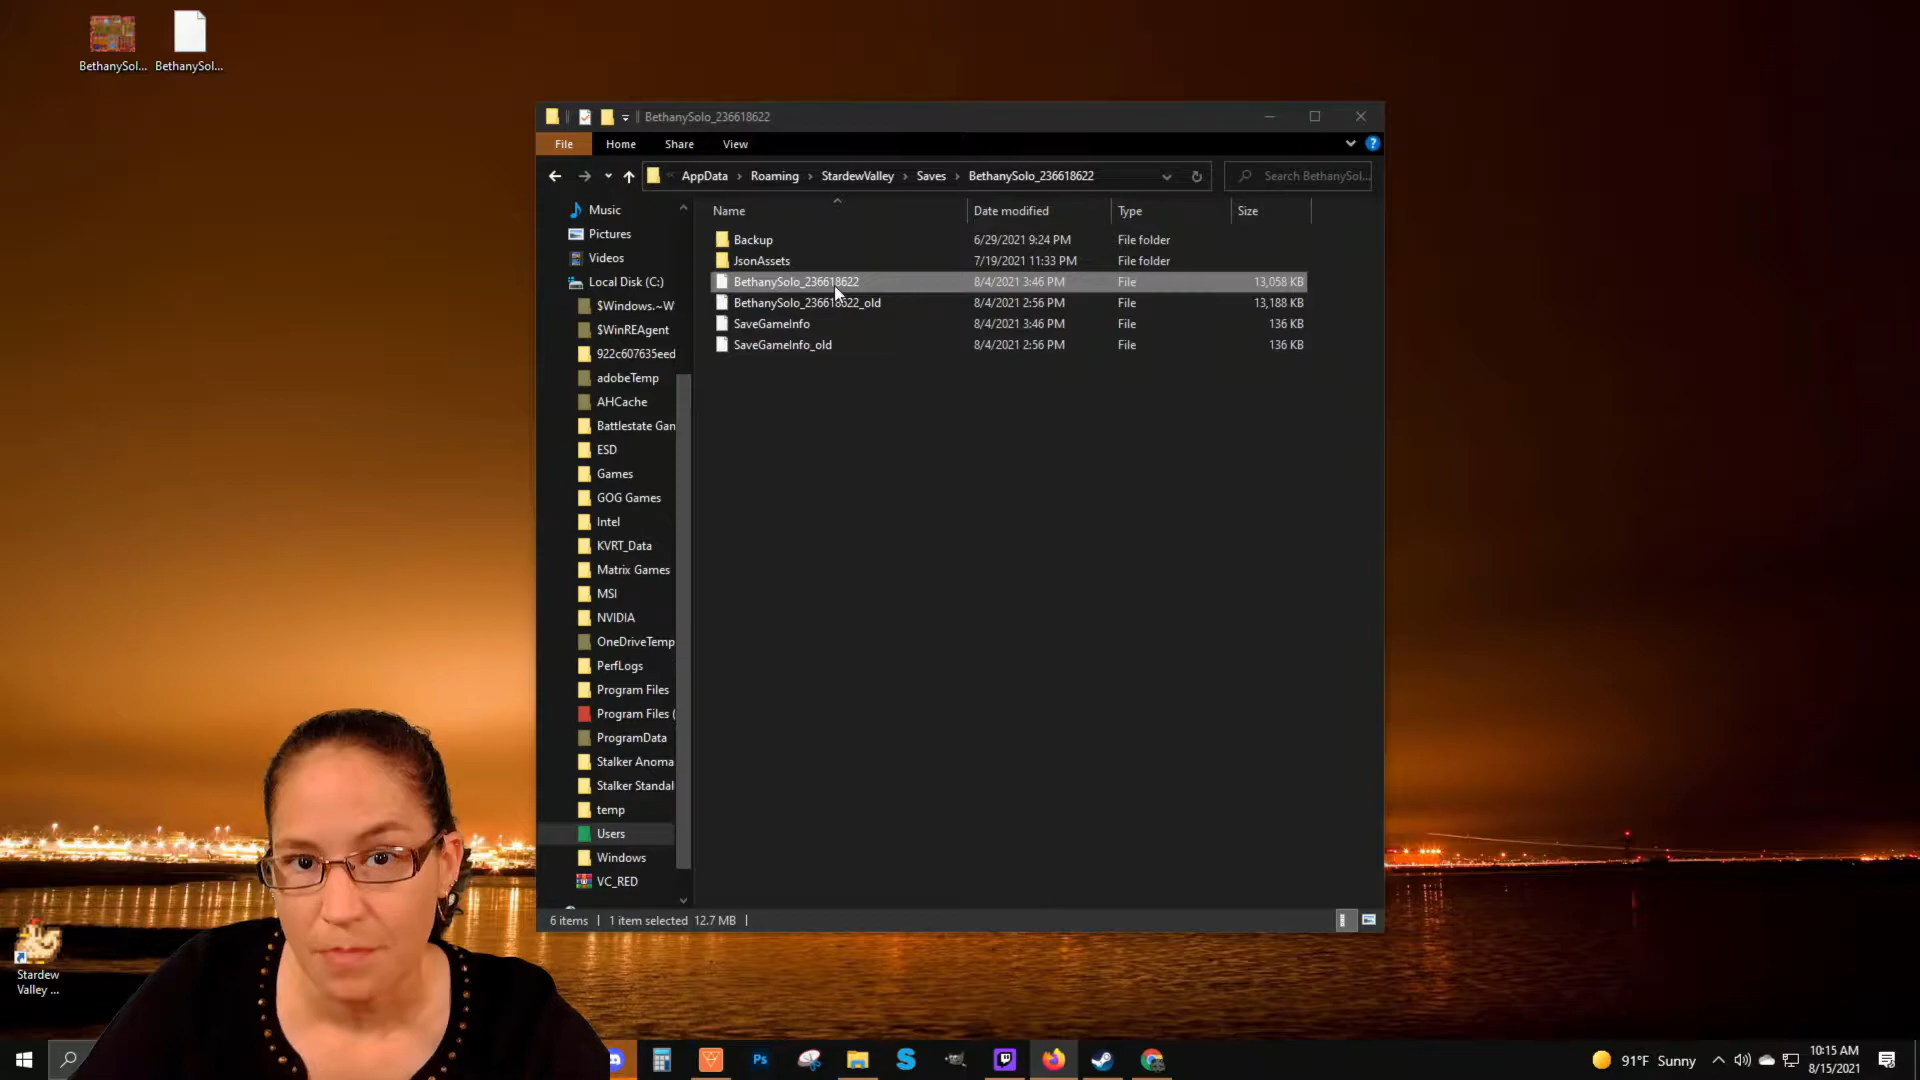 BethanySol... BethanySol...
BethanySolo_236618622
File Home Share View
AppData Roaming StardewValley Saves BethanySolo_236618622 Search BethanySol...
Name Date modified Type Size
Music
Pictures
Videos
Local Disk (C:)
$Windows.~W
$WinREAgent
922c607635eed
adobeTemp
AHCache
Battlestate Gan
ESD
Games
GOG Games
Intel
KVRT_Data
Matrix Games
MSI
NVIDIA
OneDriveTemp
PerfLogs
Program Files
Program Files (
ProgramData
Stalker Anoma
Stalker Standal
temp
Users
Windows
VC_RED
Backup 6/29/2021 9:24 PM File folder
JsonAssets 7/19/2021 11:33 PM File folder
BethanySolo_236618622 8/4/2021 3:46 PM File 13,058 KB
BethanySolo_236618622_old 8/4/2021 2:56 PM File 13,188 KB
SaveGameInfo 8/4/2021 3:46 PM File 136 KB
SaveGameInfo_old 8/4/2021 2:56 PM File 136 KB
6 items 1 item selected 12.7 MB
Stardew
Valley ...
Ps
91°F Sunny
10:15 AM
8/15/2021